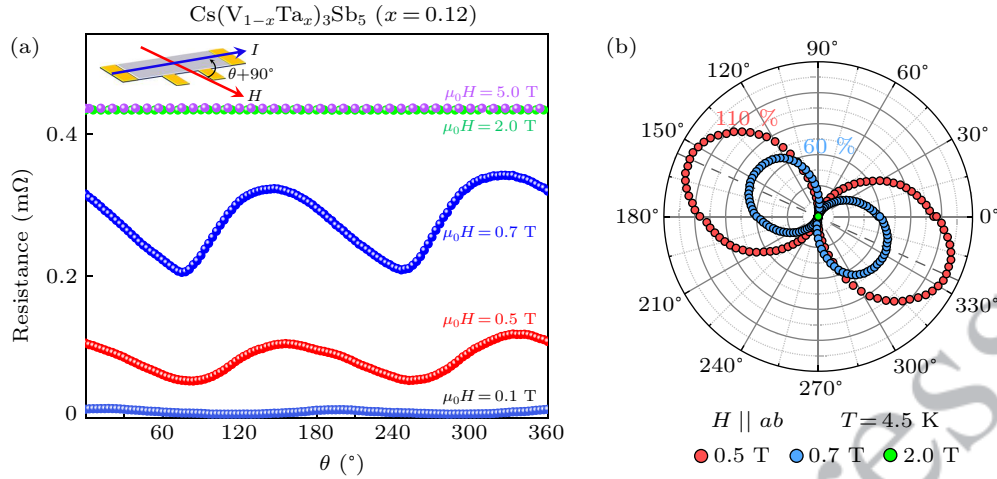 Cs(V₁₋ₓTaₓ)₃Sb₅ (x = 0.12)
(a)
I
θ+90°
H
μ₀H = 5.0 T
μ₀H = 2.0 T
μ₀H = 0.7 T
μ₀H = 0.5 T
μ₀H = 0.1 T
Resistance (mΩ)
0.4
0.2
0
60 120 180 240 300 360
θ (°)
(b)
90°
120° 60°
110 %
60 %
150° 30°
180° 0°
210° 330°
240° 300°
270°
H || ab T = 4.5 K
0.5 T 0.7 T 2.0 T